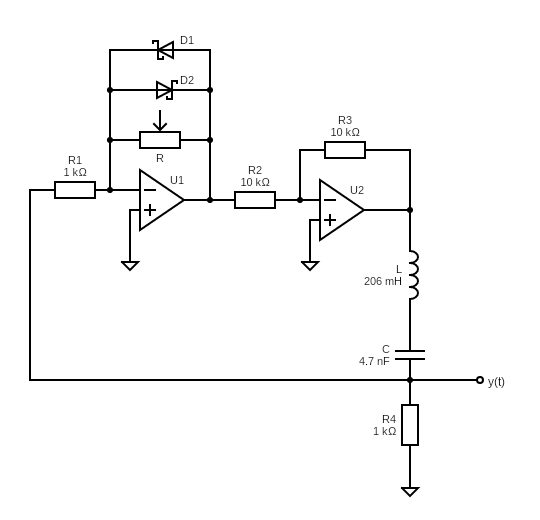 D1
D2
R
R1
1 kΩ
U1
R2
10 kΩ
R3
10 kΩ
U2
L
206 mH
C
4.7 nF
y(t)
R4
1 kΩ